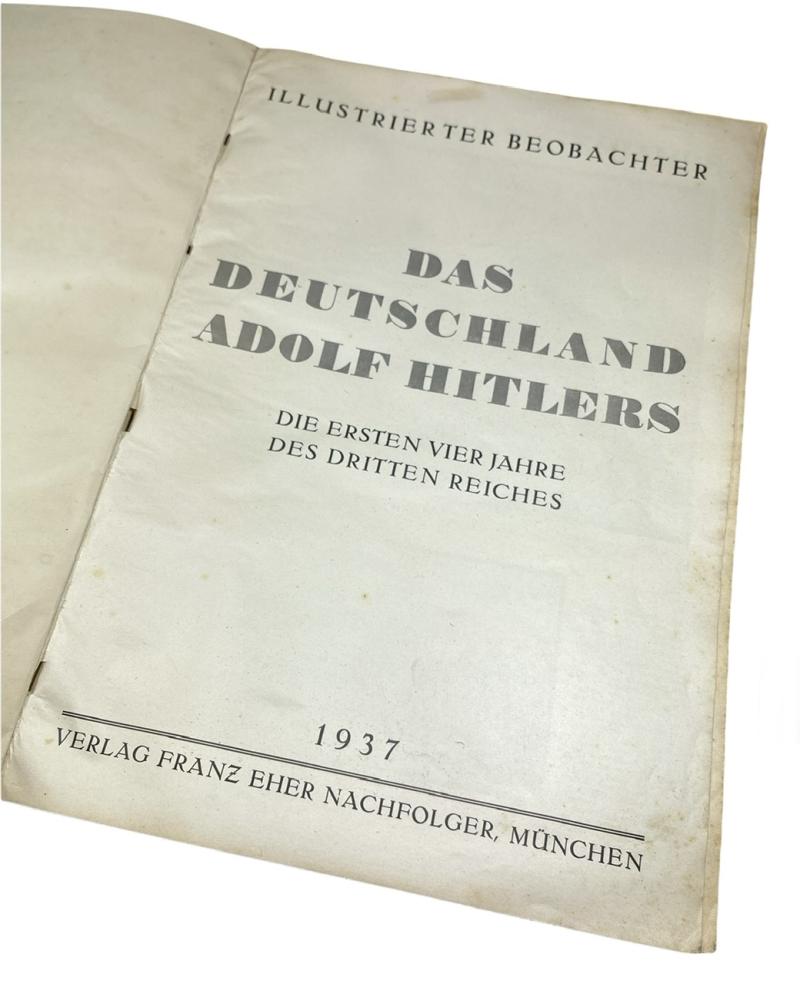 ILLUSTRIERTER BEOBACHTER
DAS
DEUTSCHLAND
ADOLF HITLERS
DIE ERSTEN VIER JAHRE
DES DRITTEN REICHES
1937
VERLAG FRANZ EHER NACHFOLGER, MÜNCHEN